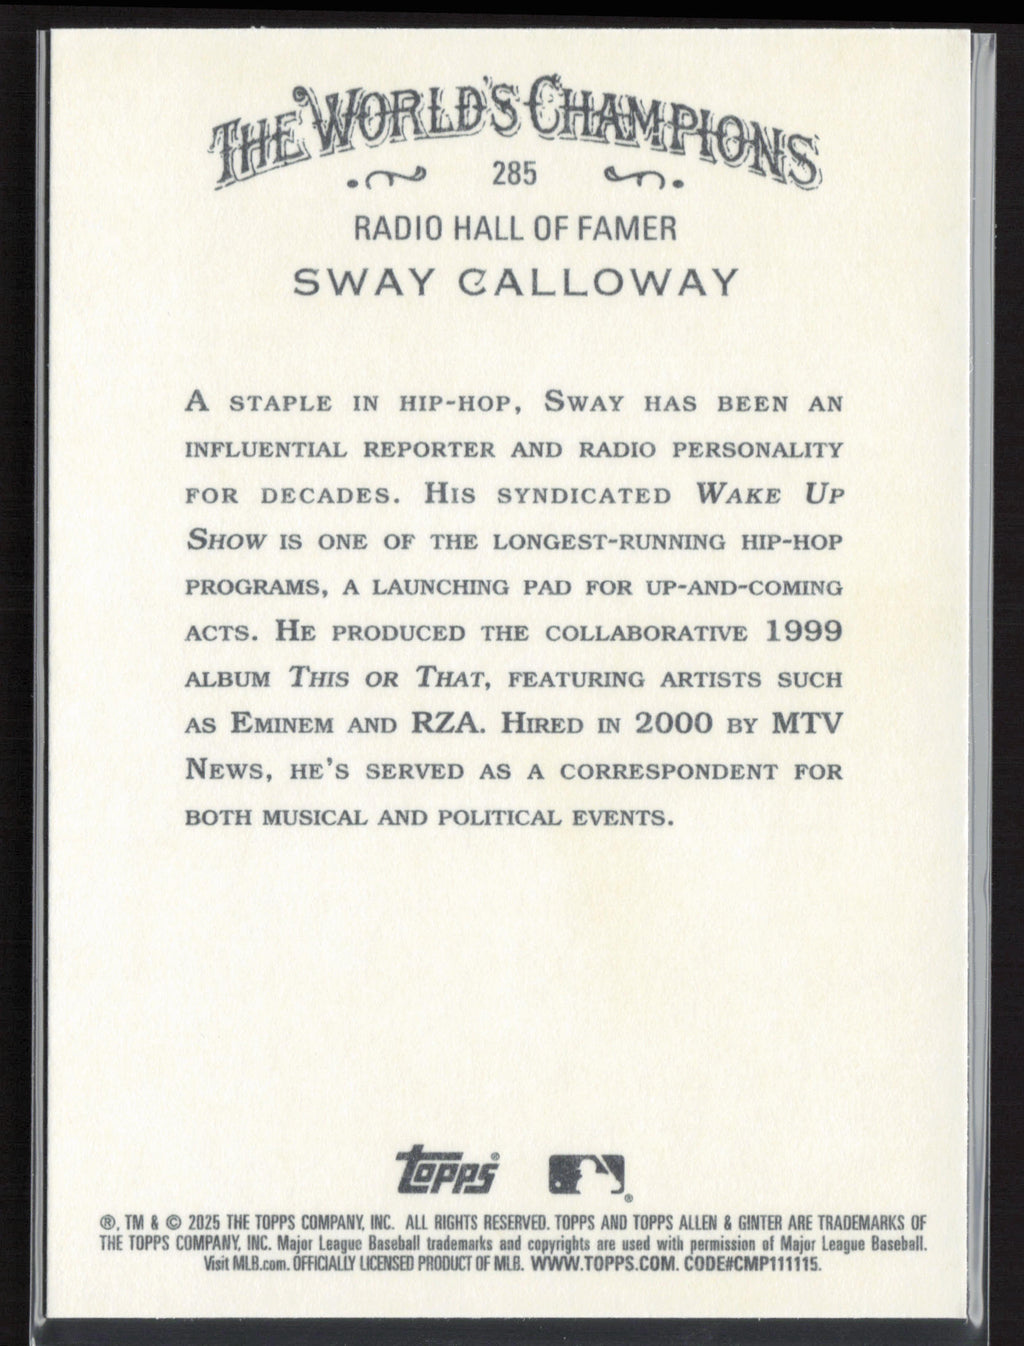 THE WORLD'S CHAMPIONS
285
RADIO HALL OF FAMER
SWAY CALLOWAY
A STAPLE IN HIP-HOP, SWAY HAS BEEN AN
INFLUENTIAL REPORTER AND RADIO PERSONALITY
FOR DECADES. HIS SYNDICATED WAKE UP
SHOW IS ONE OF THE LONGEST-RUNNING HIP-HOP
PROGRAMS, A LAUNCHING PAD FOR UP-AND-COMING
ACTS. HE PRODUCED THE COLLABORATIVE 1999
ALBUM THIS OR THAT, FEATURING ARTISTS SUCH
AS EMINEM AND RZA. HIRED IN 2000 BY MTV
NEWS, HE'S SERVED AS A CORRESPONDENT FOR
BOTH MUSICAL AND POLITICAL EVENTS.
Topps®
®
®, TM & © 2025 THE TOPPS COMPANY, INC. ALL RIGHTS RESERVED. TOPPS AND TOPPS ALLEN & GINTER ARE TRADEMARKS OF
THE TOPPS COMPANY, INC. Major League Baseball trademarks and copyrights are used with permission of Major League Baseball.
Visit MLB.com. OFFICIALLY LICENSED PRODUCT OF MLB. WWW.TOPPS.COM. CODE#CMP111115.